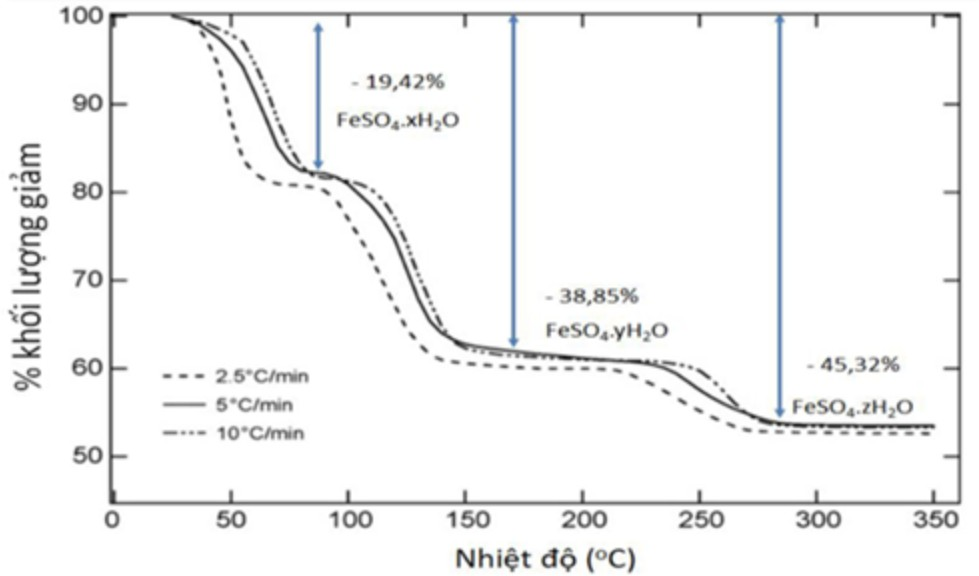 100
90
80
70
60
50
% khối lượng giảm
- 19,42%
FeSO₄.xH₂O
- 38,85%
FeSO₄.yH₂O
- 45,32%
FeSO₄.zH₂O
2.5°C/min
5°C/min
10°C/min
0 50 100 150 200 250 300 350
Nhiệt độ (°C)